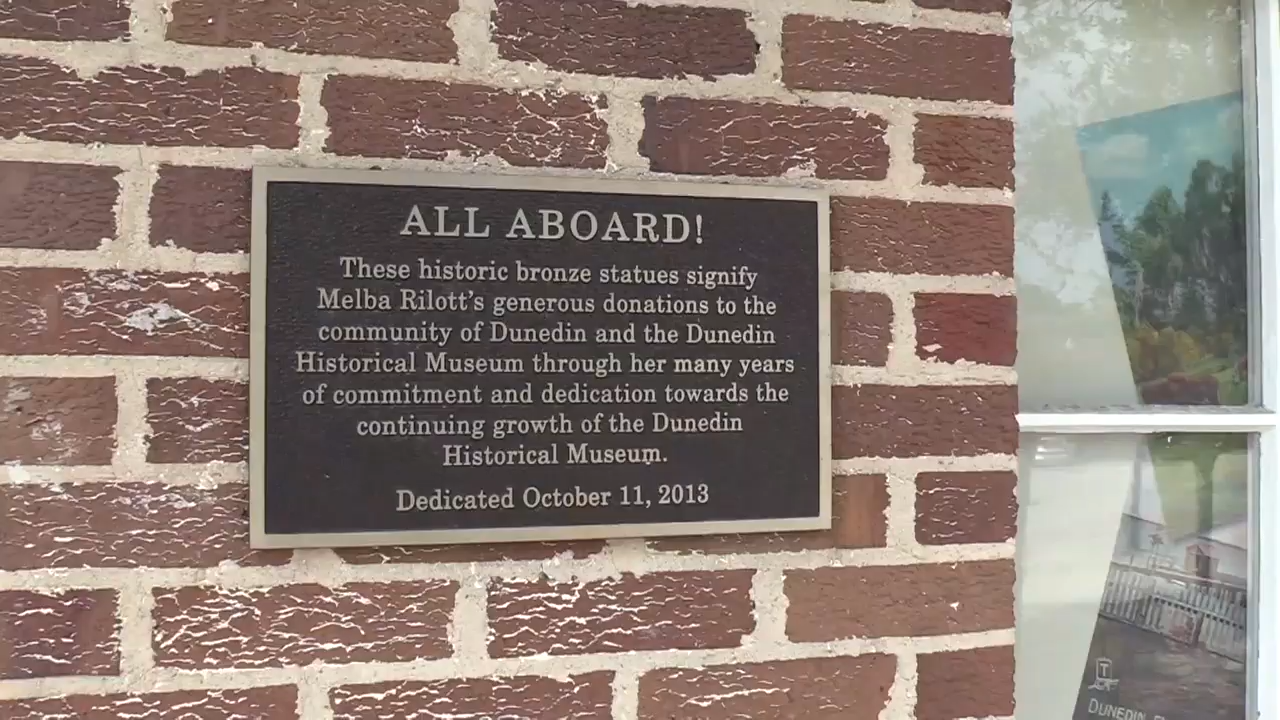 ALL ABOARD!
These historic bronze statues signify
Melba Rilott's generous donations to the
community of Dunedin and the Dunedin
Historical Museum through her many years
of commitment and dedication towards the
continuing growth of the Dunedin
Historical Museum.
Dedicated October 11, 2013
DUNEDIN